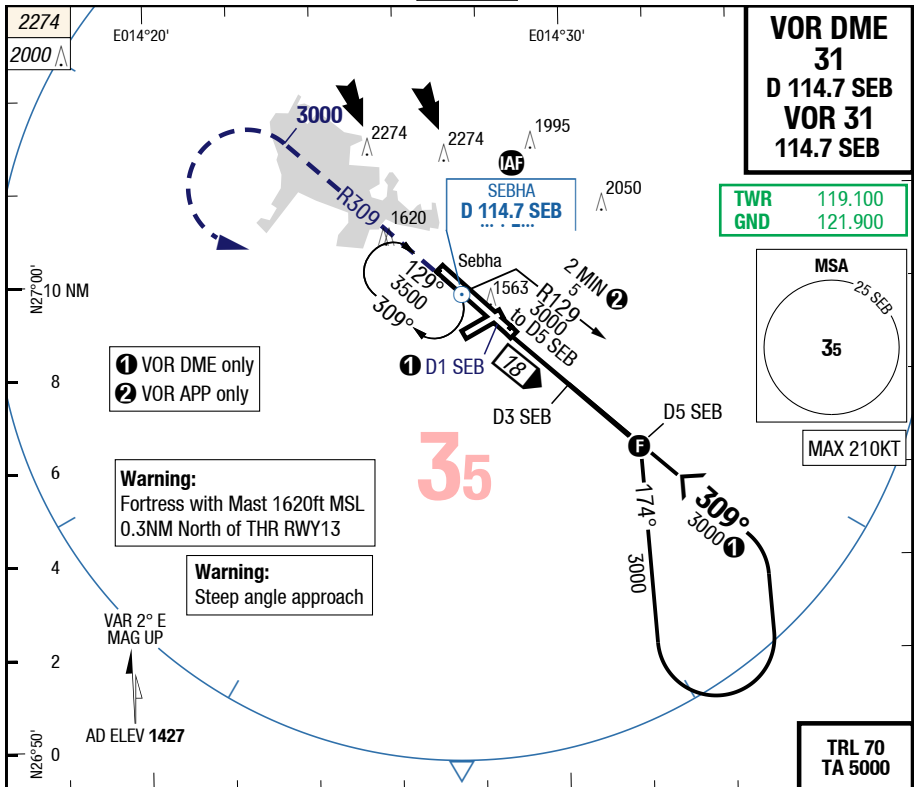 2274
2000
E014°20'
E014°30'
VOR DME
31
D 114.7 SEB
VOR 31
114.7 SEB
3000
2274
2274
1995
IAF
2050
SEBHA
D 114.7 SEB
TWR 119.100
GND 121.900
R309
1620
Sebha
MSA
25 SEB
35
N27°00'
10 NM
129°
3500
309°
1563
2 MIN 2
5
R129
3000
to D5 SEB
1 VOR DME only
2 VOR APP only
1 D1 SEB
18
8
D3 SEB
D5 SEB
F
MAX 210KT
35
6
Warning:
Fortress with Mast 1620ft MSL
0.3NM North of THR RWY13
174°
3000
309°
3000 1
Warning:
Steep angle approach
4
VAR 2° E
MAG UP
2
AD ELEV 1427
N26°50'
0
TRL 70
TA 5000